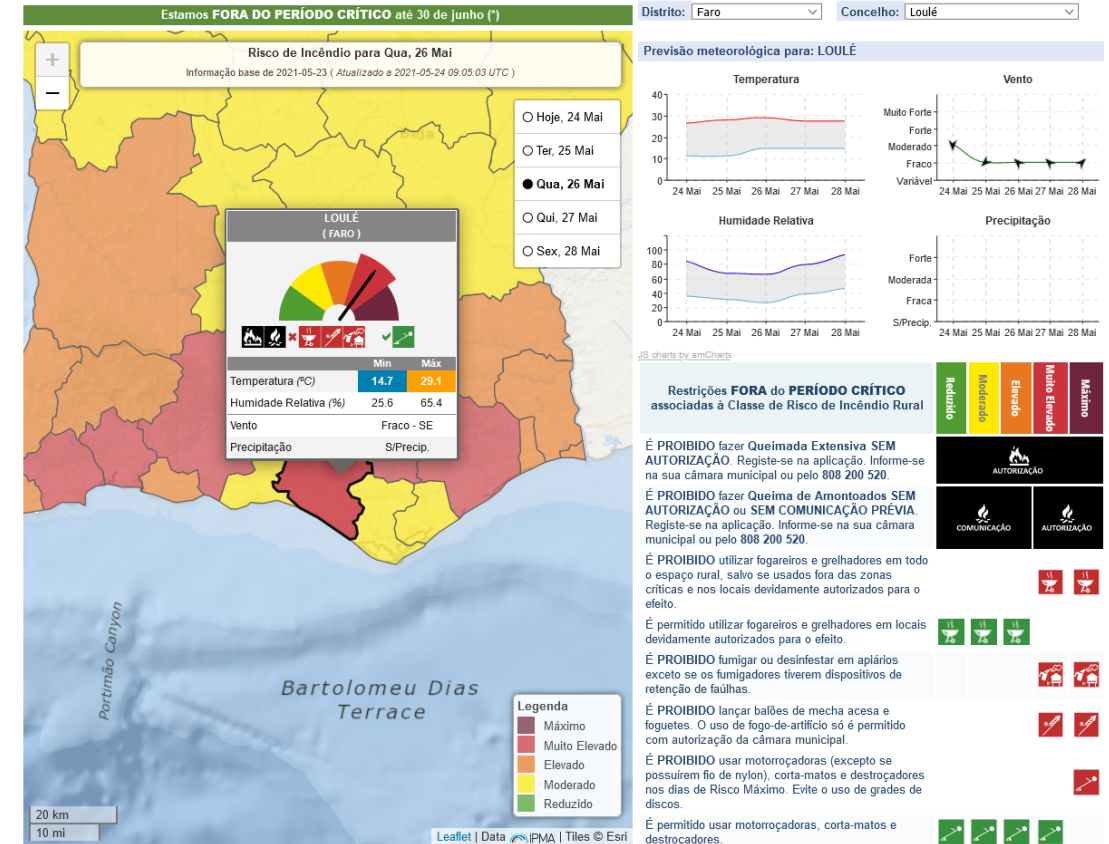 Estamos FORA DO PERÍODO CRÍTICO até 30 de junho (*)
Risco de Incêndio para Qua, 26 Mai
Informação base de 2021-05-23 ( Atualizado a 2021-05-24 09:05:03 UTC )
+
−
Hoje, 24 Mai
Ter, 25 Mai
Qua, 26 Mai
Qui, 27 Mai
Sex, 28 Mai
Beja
LOULÉ
( FARO )
Min Máx
Temperatura (ºC) 14.7 29.1
Humidade Relativa (%) 25.6 65.4
Vento Fraco - SE
Precipitação S/Precip.
Portimão Canyon
Bartolomeu Dias
Terrace
Legenda
Máximo
Muito Elevado
Elevado
Moderado
Reduzido
20 km
10 mi
Leaflet | Data IPMA | Tiles © Esri
Distrito: Faro Concelho: Loulé
Previsão meteorológica para: LOULÉ
Temperatura
40
30
20
10
0
24 Mai 25 Mai 26 Mai 27 Mai 28 Mai
Vento
Muito Forte
Forte
Moderado
Fraco
Variável
24 Mai 25 Mai 26 Mai 27 Mai 28 Mai
Humidade Relativa
100
80
60
40
20
0
24 Mai 25 Mai 26 Mai 27 Mai 28 Mai
Precipitação
Forte
Moderada
Fraca
S/Precip.
24 Mai 25 Mai 26 Mai 27 Mai 28 Mai
JS charts by amCharts
Restrições FORA do PERÍODO CRÍTICO
associadas à Classe de Risco de Incêndio Rural
Reduzido
Moderado
Elevado
Muito Elevado
Máximo
É PROIBIDO fazer Queimada Extensiva SEM
AUTORIZAÇÃO. Registe-se na aplicação. Informe-se
na sua câmara municipal ou pelo 808 200 520.
AUTORIZAÇÃO
É PROIBIDO fazer Queima de Amontoados SEM
AUTORIZAÇÃO ou SEM COMUNICAÇÃO PRÉVIA.
Registe-se na aplicação. Informe-se na sua câmara
municipal ou pelo 808 200 520.
COMUNICAÇÃO
AUTORIZAÇÃO
É PROIBIDO utilizar fogareiros e grelhadores em todo
o espaço rural, salvo se usados fora das zonas
críticas e nos locais devidamente autorizados para o
efeito.
É permitido utilizar fogareiros e grelhadores em locais
devidamente autorizados para o efeito.
É PROIBIDO fumigar ou desinfestar em apiários
exceto se os fumigadores tiverem dispositivos de
retenção de faúlhas.
É PROIBIDO lançar balões de mecha acesa e
foguetes. O uso de fogo-de-artifício só é permitido
com autorização da câmara municipal.
É PROIBIDO usar motorroçadoras (excepto se
possuírem fio de nylon), corta-matos e destroçadores
nos dias de Risco Máximo. Evite o uso de grades de
discos.
É permitido usar motorroçadoras, corta-matos e
destroçadores.